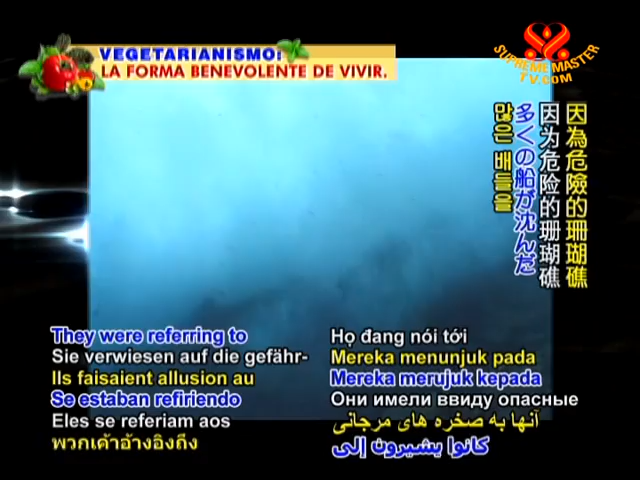 VEGETARIANISMO:
LA FORMA BENEVOLENTE DE VIVIR.
SUPREME MASTER
TV.COM
因為危險的珊瑚礁
因为危险的珊瑚礁
多くの船が沈んだ
많은 배들을
They were referring to
Sie verwiesen auf die gefähr-
Ils faisaient allusion au
Se estaban refiriendo
Eles se referiam aos
พวกเค้าอ้างอิงถึง
Họ đang nói tới
Mereka menunjuk pada
Mereka merujuk kepada
Они имели ввиду опасные
آنها به صخره های مرجانی
كانوا يشيرون إلى